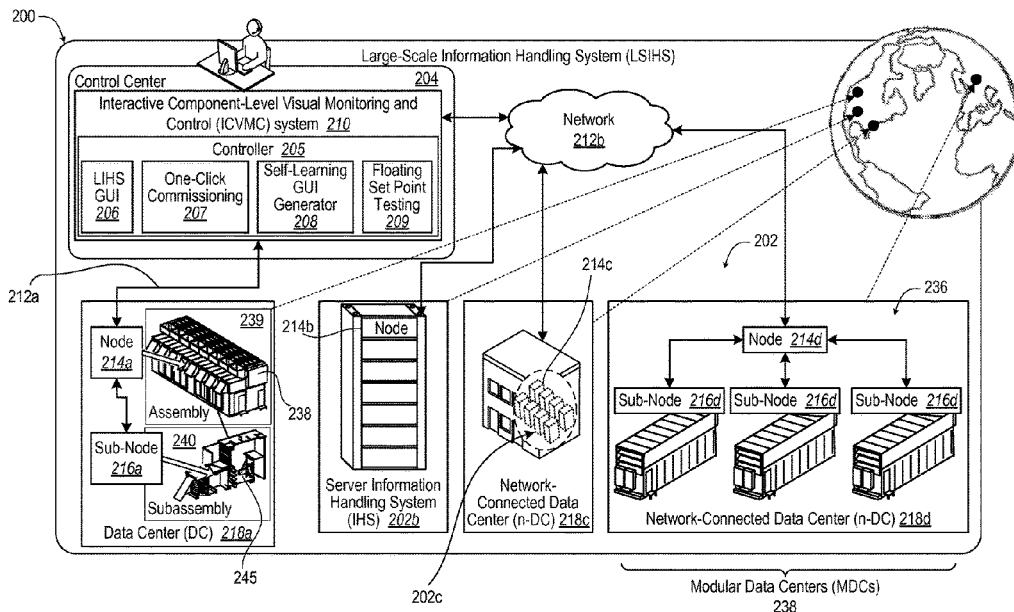 200
Large-Scale Information Handling System (LSIHS)
Control Center 204
Interactive Component-Level Visual Monitoring and
Control (ICVMC) system 210
Controller 205
LIHS
GUI
206
One-Click
Commissioning
207
Self-Learning
GUI
Generator
208
Floating
Set Point
Testing
209
Network
212b
212a
202
236
239
Node
214a
238
Assembly
Sub-Node
216a
240
Subassembly
Data Center (DC) 218a
245
214b
Node
Server Information
Handling System
(IHS) 202b
214c
Network-
Connected Data
Center (n-DC) 218c
202c
Node 214d
Sub-Node 216d
Sub-Node 216d
Sub-Node 216d
Network-Connected Data Center (n-DC) 218d
Modular Data Centers (MDCs)
238